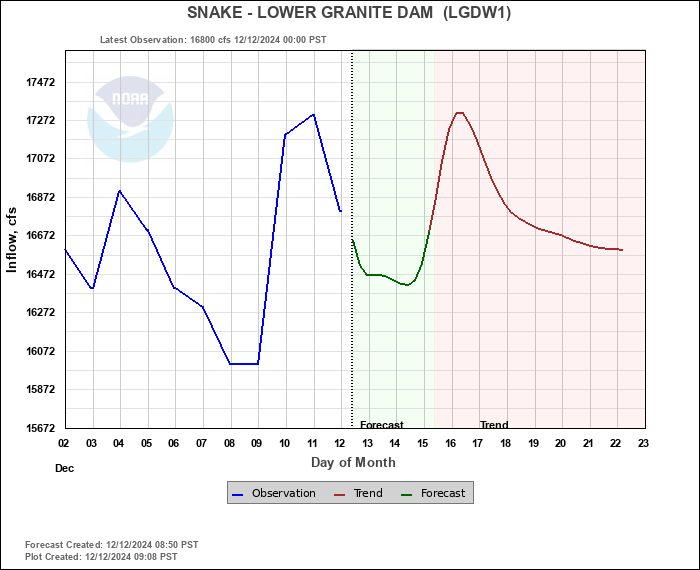 SNAKE - LOWER GRANITE DAM (LGDW1)
Latest Observation: 16800 cfs 12/12/2024 00:00 PST
NOAA
Inflow, cfs
17472
17272
17072
16872
16672
16472
16272
16072
15872
15672
Forecast Trend
02 03 04 05 06 07 08 09 10 11 12 13 14 15 16 17 18 19 20 21 22 23
Dec
Day of Month
Observation Trend Forecast
Forecast Created: 12/12/2024 08:50 PST
Plot Created: 12/12/2024 09:08 PST